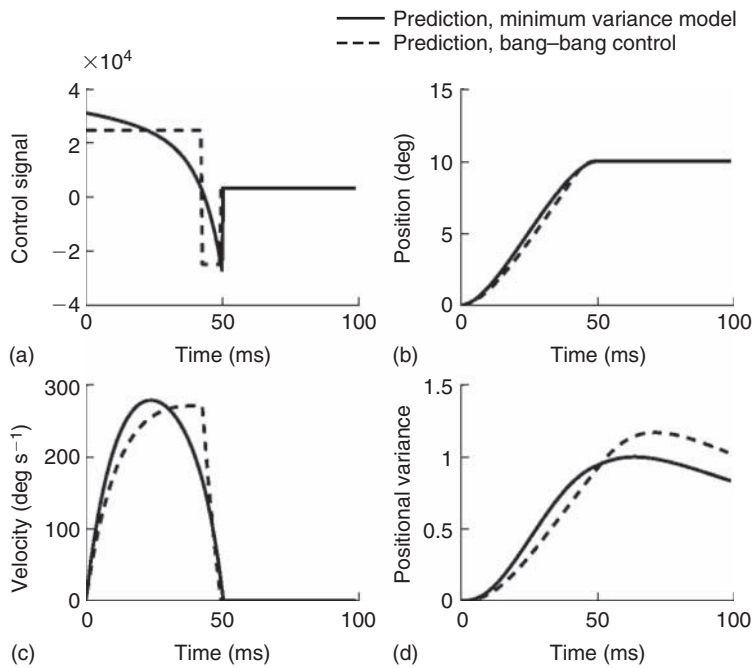 Prediction, minimum variance model
Prediction, bang–bang control
×10⁴
4
2
0
−2
−4
Control signal
0
50
100
Time (ms)
(a)
15
10
5
0
Position (deg)
0
50
100
Time (ms)
(b)
300
200
100
0
Velocity (deg s⁻¹)
0
50
100
Time (ms)
(c)
1.5
1
0.5
0
Positional variance
0
50
100
Time (ms)
(d)